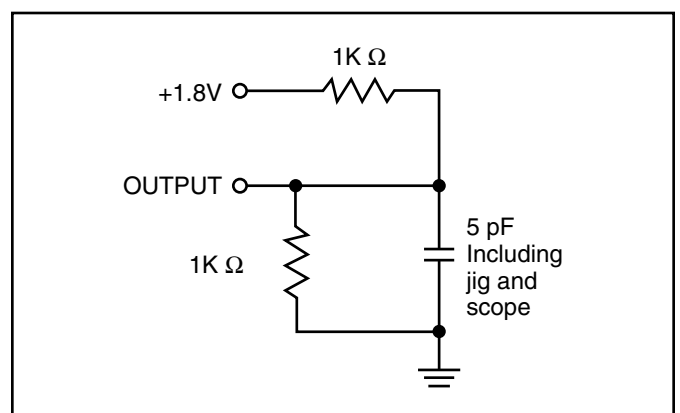 1K Ω
+1.8V
OUTPUT
1K Ω
5 pF
Including
jig and
scope